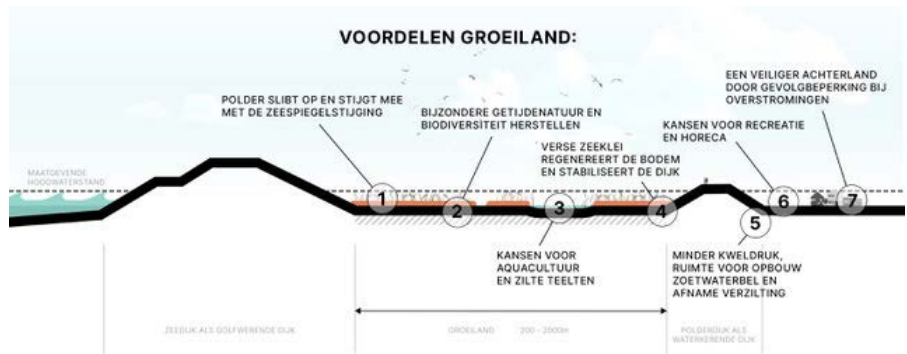 VOORDELEN GROEILAND:
EEN VEILIGER ACHTERLAND
DOOR GEVOLGBEPERKING BIJ
OVERSTROMINGEN
POLDER SLIBT OP EN STIJGT MEE
MET DE ZEESPIEGELSTIJGING
BIJZONDERE GETIJDENATUUR EN
BIODIVERSITEIT HERSTELLEN
KANSEN VOOR RECREATIE
EN HORECA
VERSE ZEEKLEI
REGENEREERT DE BODEM
EN STABILISEERT DE DIJK
MAATGEVENDE
HOOGWATERSTAND
1
2
3
4
5
6
7
KANSEN VOOR
AQUACULTUUR
EN ZILTE TEELTEN
MINDER KWELDRUK,
RUIMTE VOOR OPBOUW
ZOETWATERBEL EN
AFNAME VERZILTING
ZEEDIJK ALS GOLFWERENDE DIJK
GROEILAND 200 - 2000m
POLDERDIJK ALS
WATERKERENDE DIJK